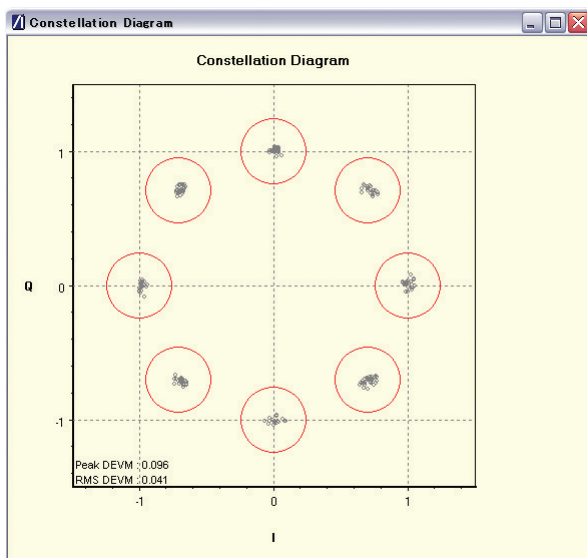 Constellation Diagram
Constellation Diagram
1
0
-1
Q
Peak DEVM : 0.096
RMS DEVM : 0.041
-1 0 1
I